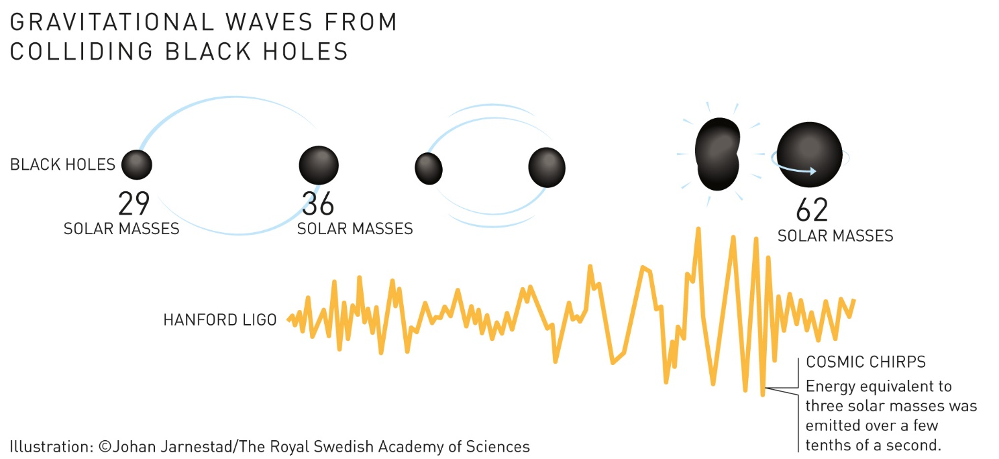 GRAVITATIONAL WAVES FROM
COLLIDING BLACK HOLES
BLACK HOLES
29
SOLAR MASSES
36
SOLAR MASSES
62
SOLAR MASSES
HANFORD LIGO
COSMIC CHIRPS
Energy equivalent to
three solar masses was
emitted over a few
tenths of a second.
Illustration: ©Johan Jarnestad/The Royal Swedish Academy of Sciences